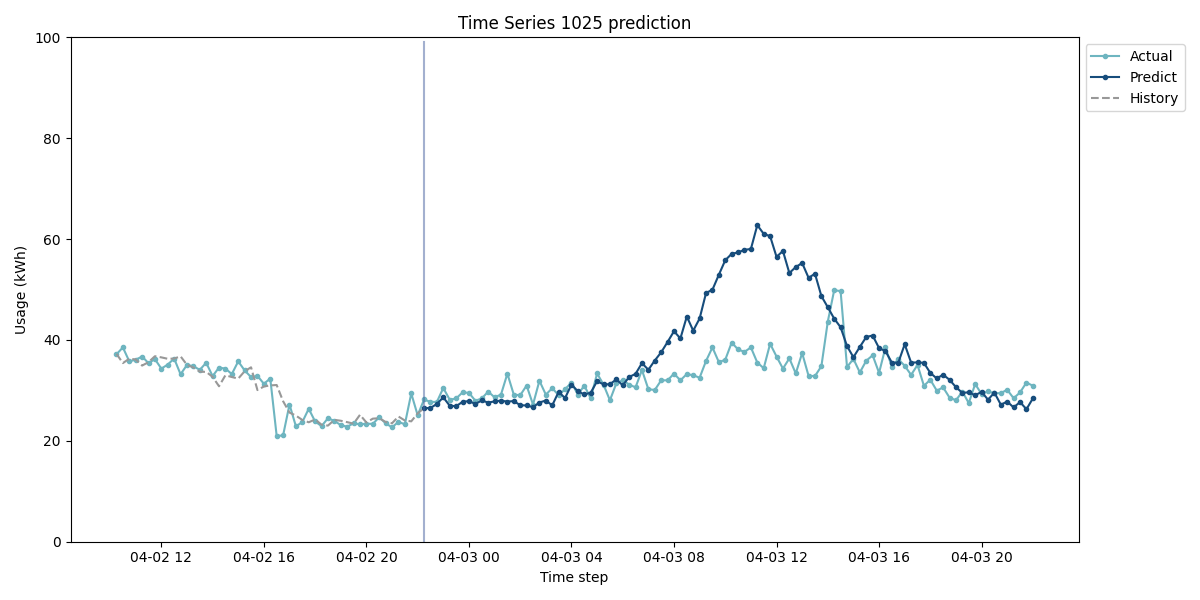 Time Series 1025 prediction
100
80
60
40
20
0
Usage (kWh)
04-02 12
04-02 16
04-02 20
04-03 00
04-03 04
04-03 08
04-03 12
04-03 16
04-03 20
Time step
Actual
Predict
History